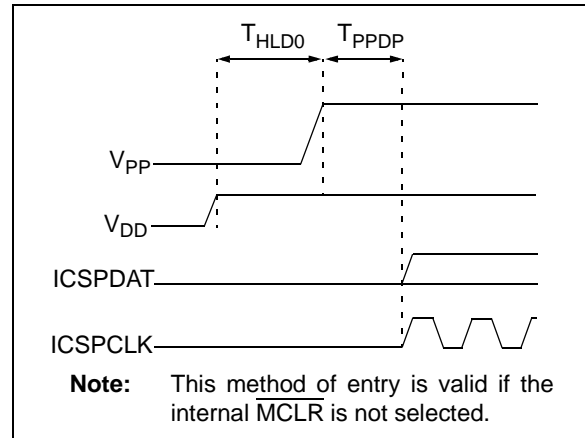 THLD0 TPPDP
VPP
VDD
ICSPDAT
ICSPCLK
Note: This method of entry is valid if the
internal MCLR is not selected.